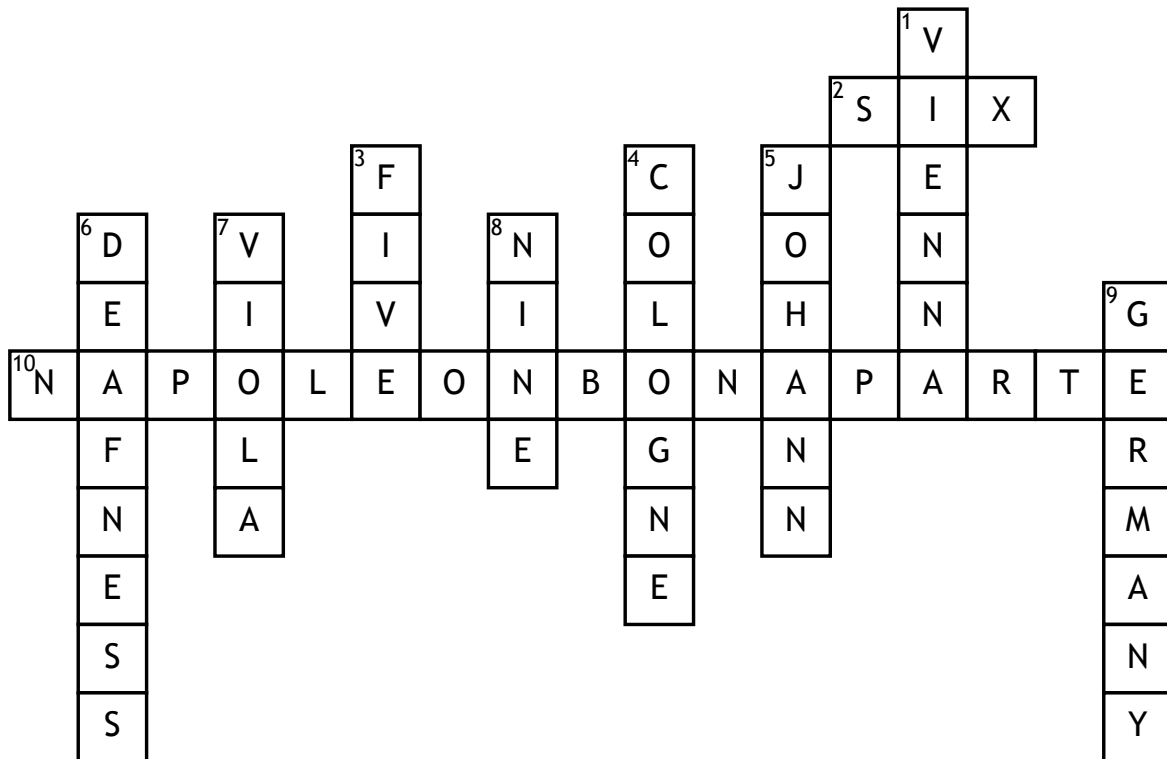 1 V
2 S I X
3 F 4 C 5 J E
6 D 7 V I 8 N O O N
E I V I L H N 9 G
10 N A P O L E O N B O N A P A R T E
F L E G N R
N A N N M
E E A
S N
S Y